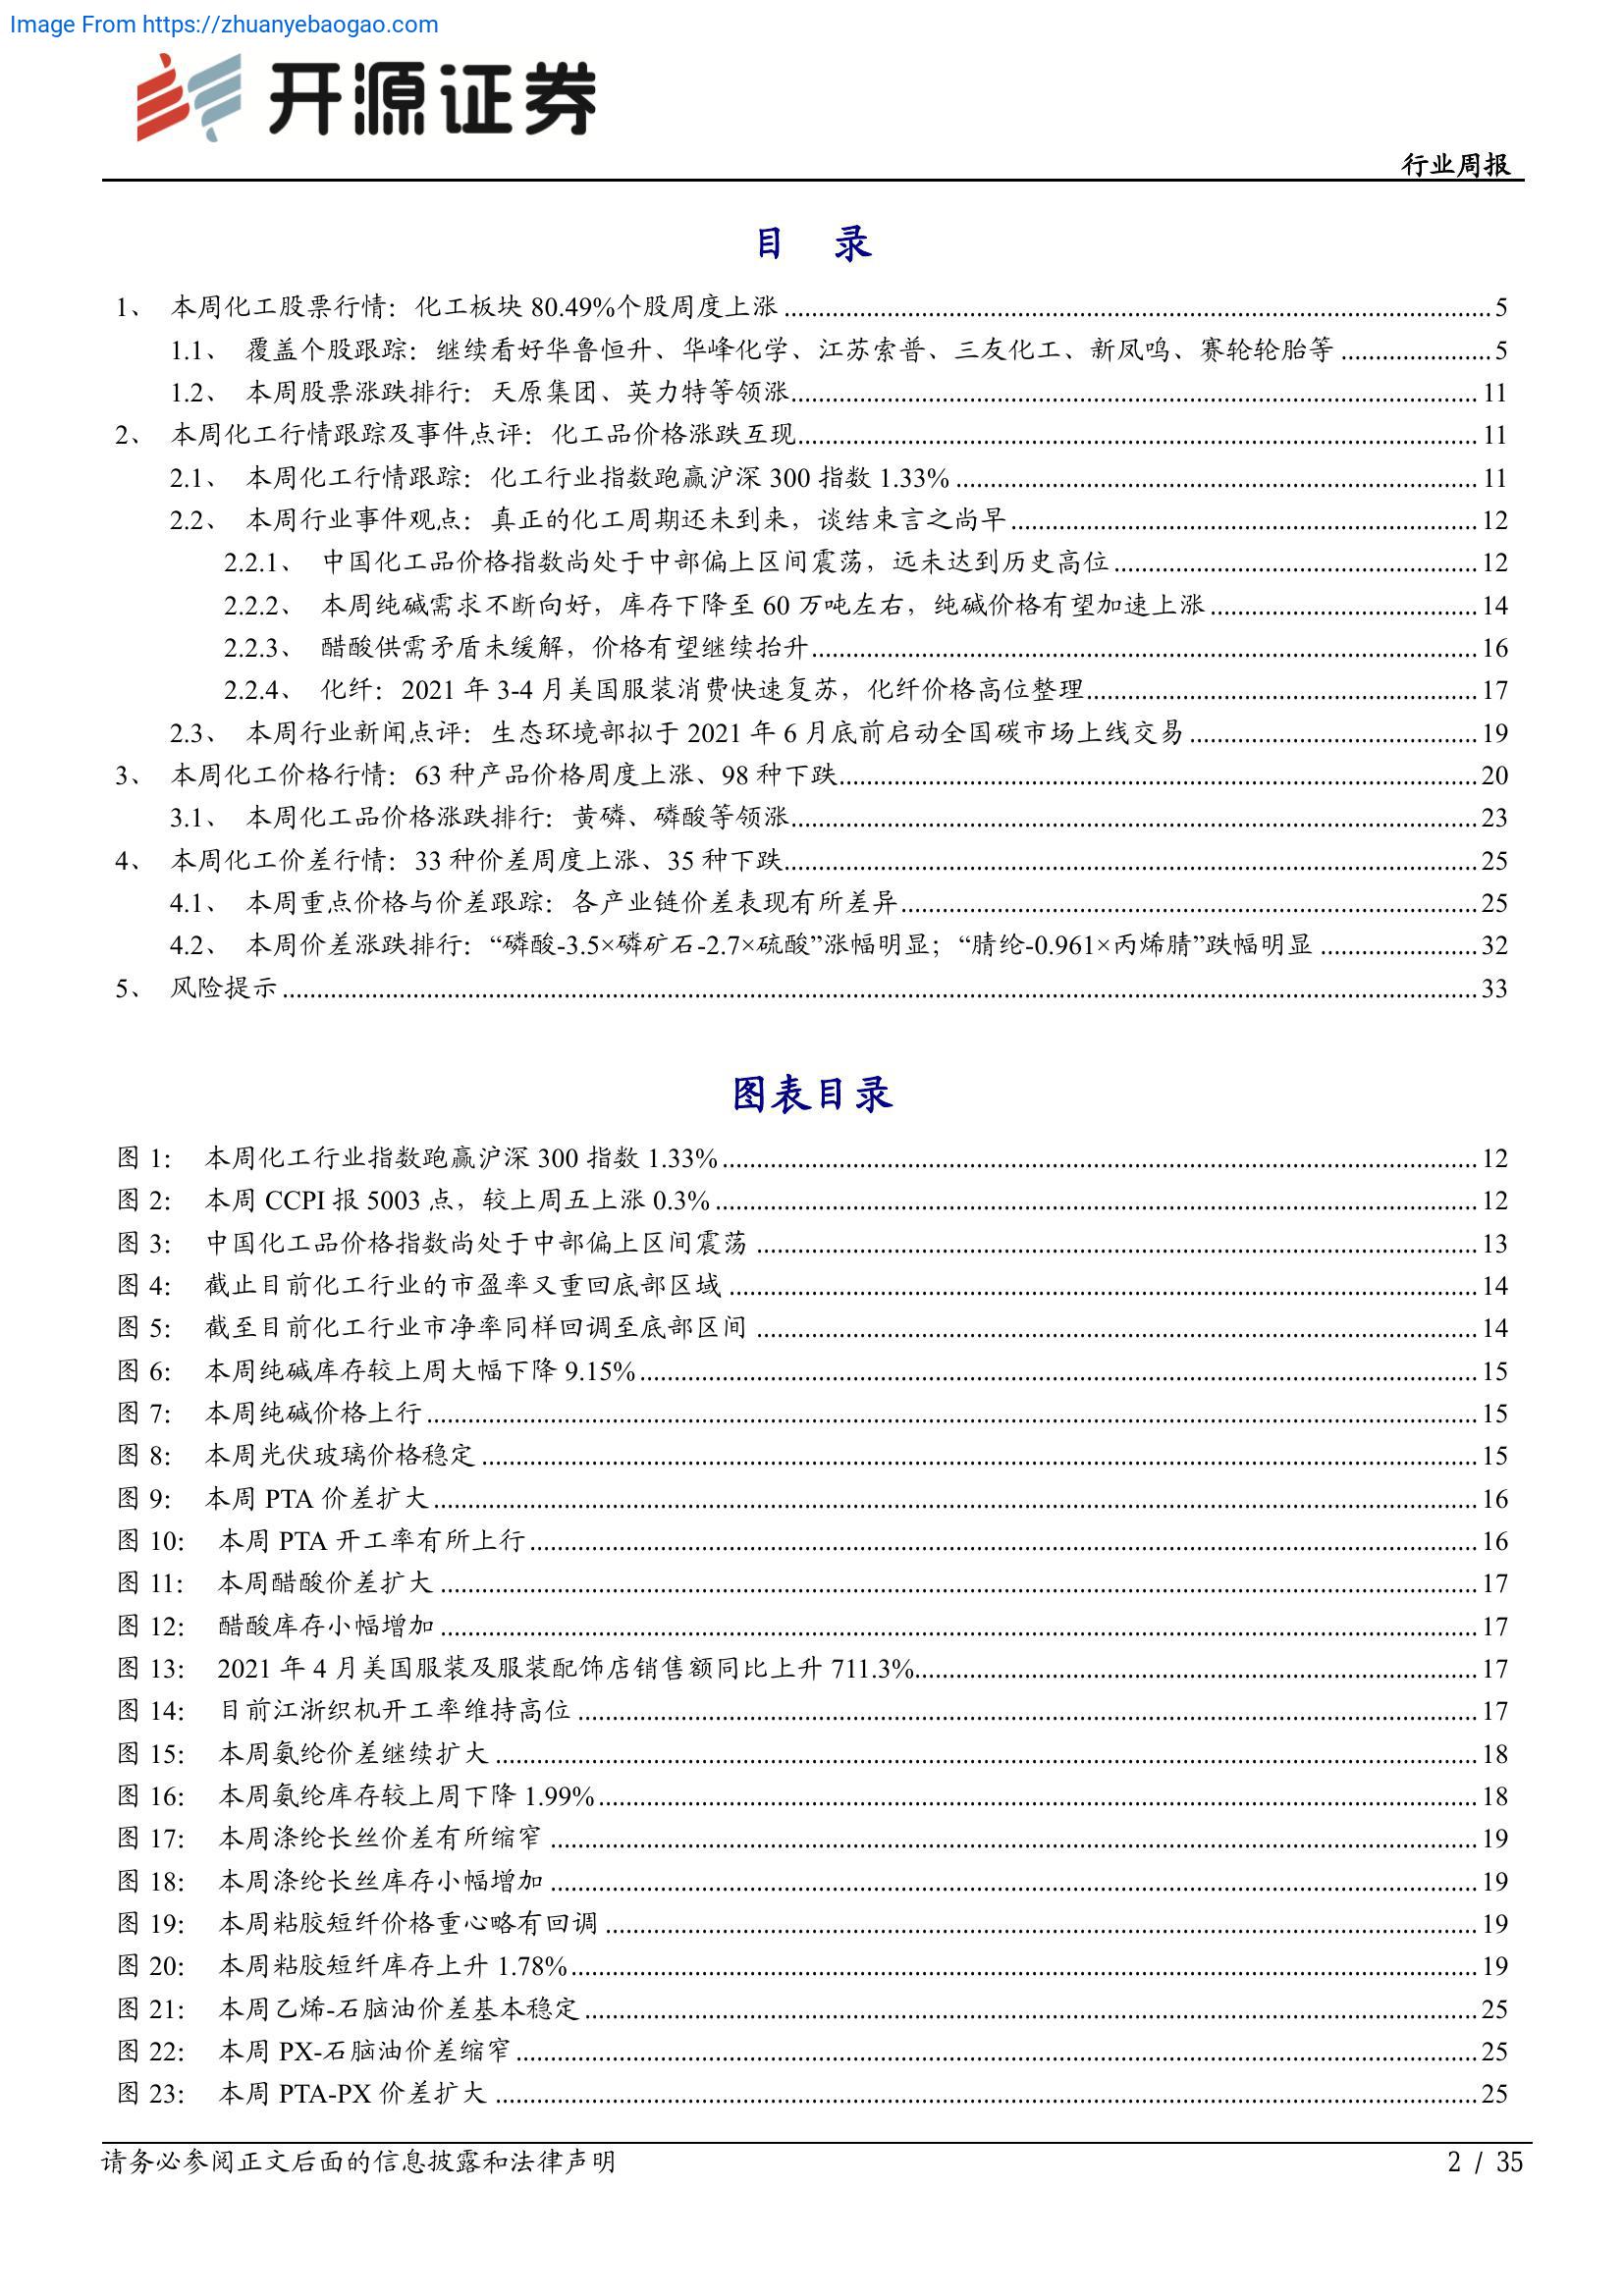 Image From https://zhuanyebaogao.com
开源证券
行业周报
目 录
1、 本周化工股票行情：化工板块 80.49%个股周度上涨 5
1.1、 覆盖个股跟踪：继续看好华鲁恒升、华峰化学、江苏索普、三友化工、新凤鸣、赛轮轮胎等 5
1.2、 本周股票涨跌排行：天原集团、英力特等领涨 11
2、 本周化工行情跟踪及事件点评：化工品价格涨跌互现 11
2.1、 本周化工行情跟踪：化工行业指数跑赢沪深 300 指数 1.33% 11
2.2、 本周行业事件观点：真正的化工周期还未到来，谈结束言之尚早 12
2.2.1、 中国化工品价格指数尚处于中部偏上区间震荡，远未达到历史高位 12
2.2.2、 本周纯碱需求不断向好，库存下降至 60 万吨左右，纯碱价格有望加速上涨 14
2.2.3、 醋酸供需矛盾未缓解，价格有望继续抬升 16
2.2.4、 化纤：2021 年 3-4 月美国服装消费快速复苏，化纤价格高位整理 17
2.3、 本周行业新闻点评：生态环境部拟于 2021 年 6 月底前启动全国碳市场上线交易 19
3、 本周化工价格行情：63 种产品价格周度上涨、98 种下跌 20
3.1、 本周化工品价格涨跌排行：黄磷、磷酸等领涨 23
4、 本周化工价差行情：33 种价差周度上涨、35 种下跌 25
4.1、 本周重点价格与价差跟踪：各产业链价差表现有所差异 25
4.2、 本周价差涨跌排行：“磷酸-3.5×磷矿石-2.7×硫酸”涨幅明显；“腈纶-0.961×丙烯腈”跌幅明显 32
5、 风险提示 33
图表目录
图 1: 本周化工行业指数跑赢沪深 300 指数 1.33% 12
图 2: 本周 CCPI 报 5003 点，较上周五上涨 0.3% 12
图 3: 中国化工品价格指数尚处于中部偏上区间震荡 13
图 4: 截止目前化工行业的市盈率又重回底部区域 14
图 5: 截至目前化工行业市净率同样回调至底部区间 14
图 6: 本周纯碱库存较上周大幅下降 9.15% 15
图 7: 本周纯碱价格上行 15
图 8: 本周光伏玻璃价格稳定 15
图 9: 本周 PTA 价差扩大 16
图 10: 本周 PTA 开工率有所上行 16
图 11: 本周醋酸价差扩大 17
图 12: 醋酸库存小幅增加 17
图 13: 2021 年 4 月美国服装及服装配饰店销售额同比上升 711.3% 17
图 14: 目前江浙织机开工率维持高位 17
图 15: 本周氨纶价差继续扩大 18
图 16: 本周氨纶库存较上周下降 1.99% 18
图 17: 本周涤纶长丝价差有所缩窄 19
图 18: 本周涤纶长丝库存小幅增加 19
图 19: 本周粘胶短纤价格重心略有回调 19
图 20: 本周粘胶短纤库存上升 1.78% 19
图 21: 本周乙烯-石脑油价差基本稳定 25
图 22: 本周 PX-石脑油价差缩窄 25
图 23: 本周 PTA-PX 价差扩大 25
请务必参阅正文后面的信息披露和法律声明 2 / 35